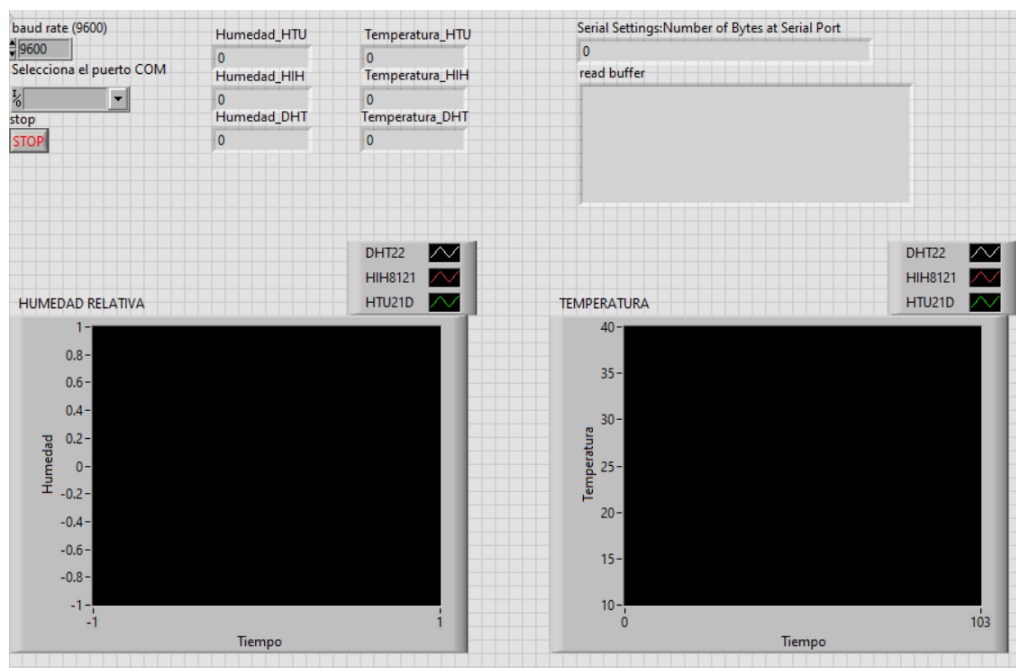 baud rate (9600)
9600
Selecciona el puerto COM
I/0
stop
STOP
Humedad_HTU
0
Humedad_HIH
0
Humedad_DHT
0
Temperatura_HTU
0
Temperatura_HIH
0
Temperatura_DHT
0
Serial Settings:Number of Bytes at Serial Port
0
read buffer
DHT22
HIH8121
HTU21D
HUMEDAD RELATIVA
1
0.8
0.6
0.4
0.2
0
-0.2
-0.4
-0.6
-0.8
-1
Humedad
-1
1
Tiempo
DHT22
HIH8121
HTU21D
TEMPERATURA
40
35
30
25
20
15
10
Temperatura
0
103
Tiempo